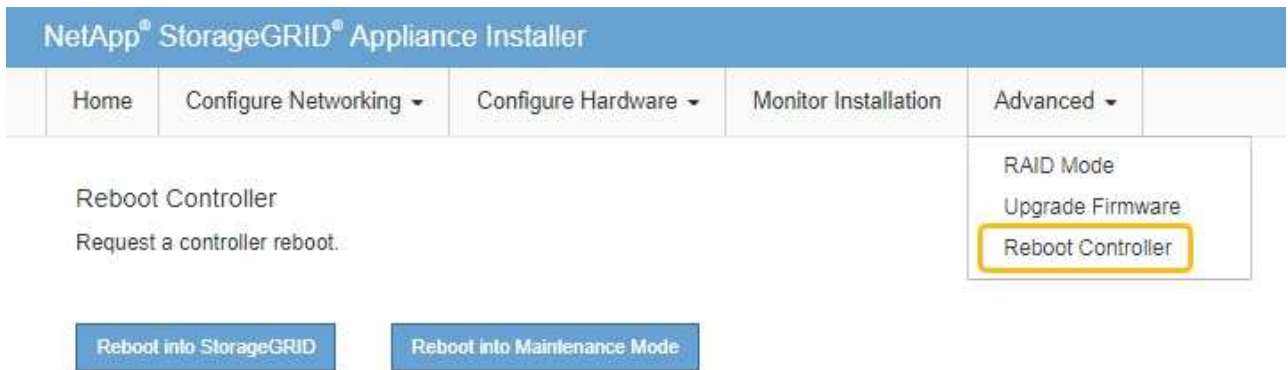 NetApp® StorageGRID® Appliance Installer
Home Configure Networking Configure Hardware Monitor Installation Advanced
RAID Mode
Upgrade Firmware
Reboot Controller
Reboot Controller
Request a controller reboot.
Reboot into StorageGRID Reboot into Maintenance Mode